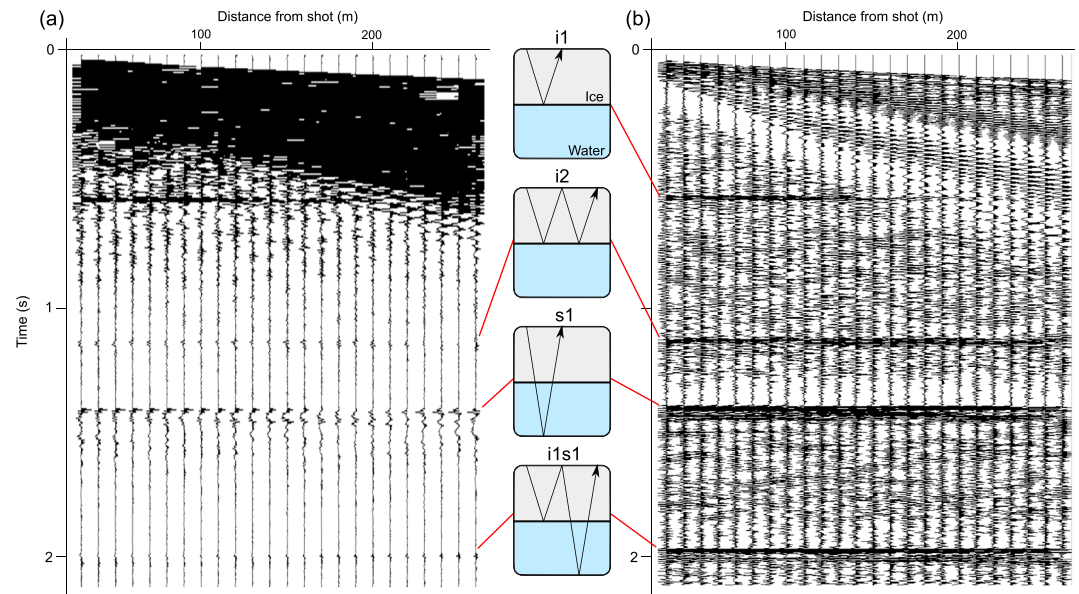 (a)
Distance from shot (m)
100
200
0
1
2
Time (s)
i1
Ice
Water
i2
s1
i1s1
(b)
Distance from shot (m)
100
200
0
1
2